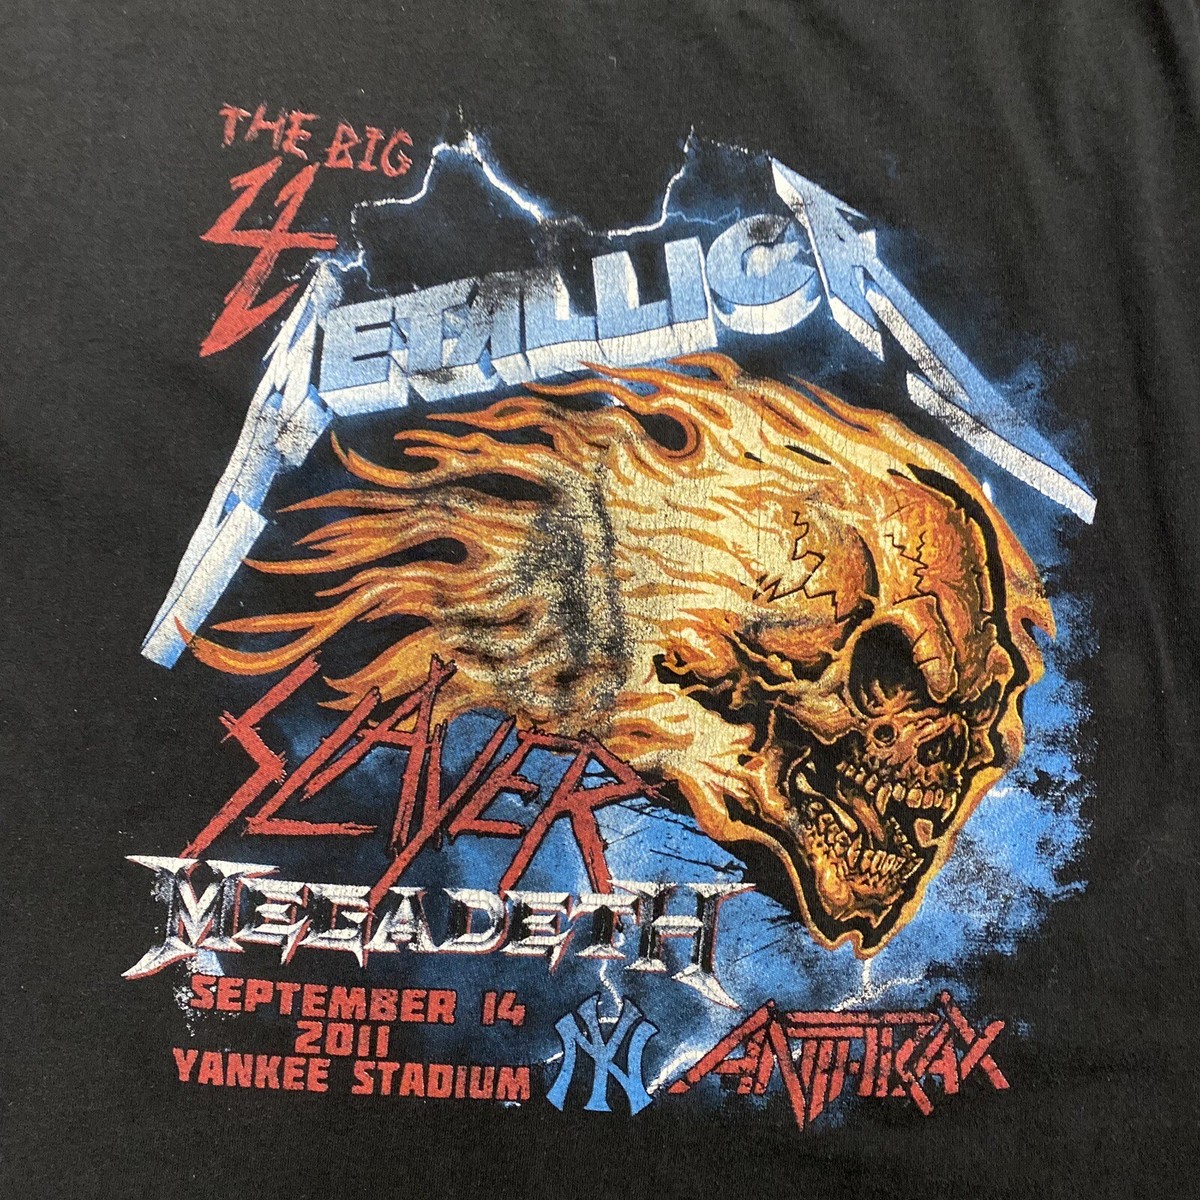 THE BIG
4
METALLICA
SLAYER
MEGADETH
SEPTEMBER 14
2011
YANKEE STADIUM
NY
ANTHRAX